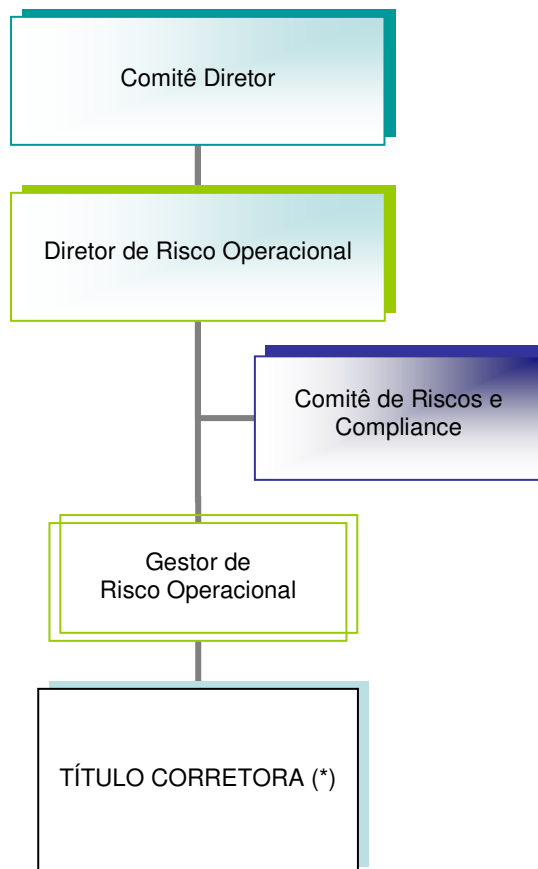 Comitê Diretor
Diretor de Risco Operacional
Comitê de Riscos e
Compliance
Gestor de
Risco Operacional
TÍTULO CORRETORA (*)